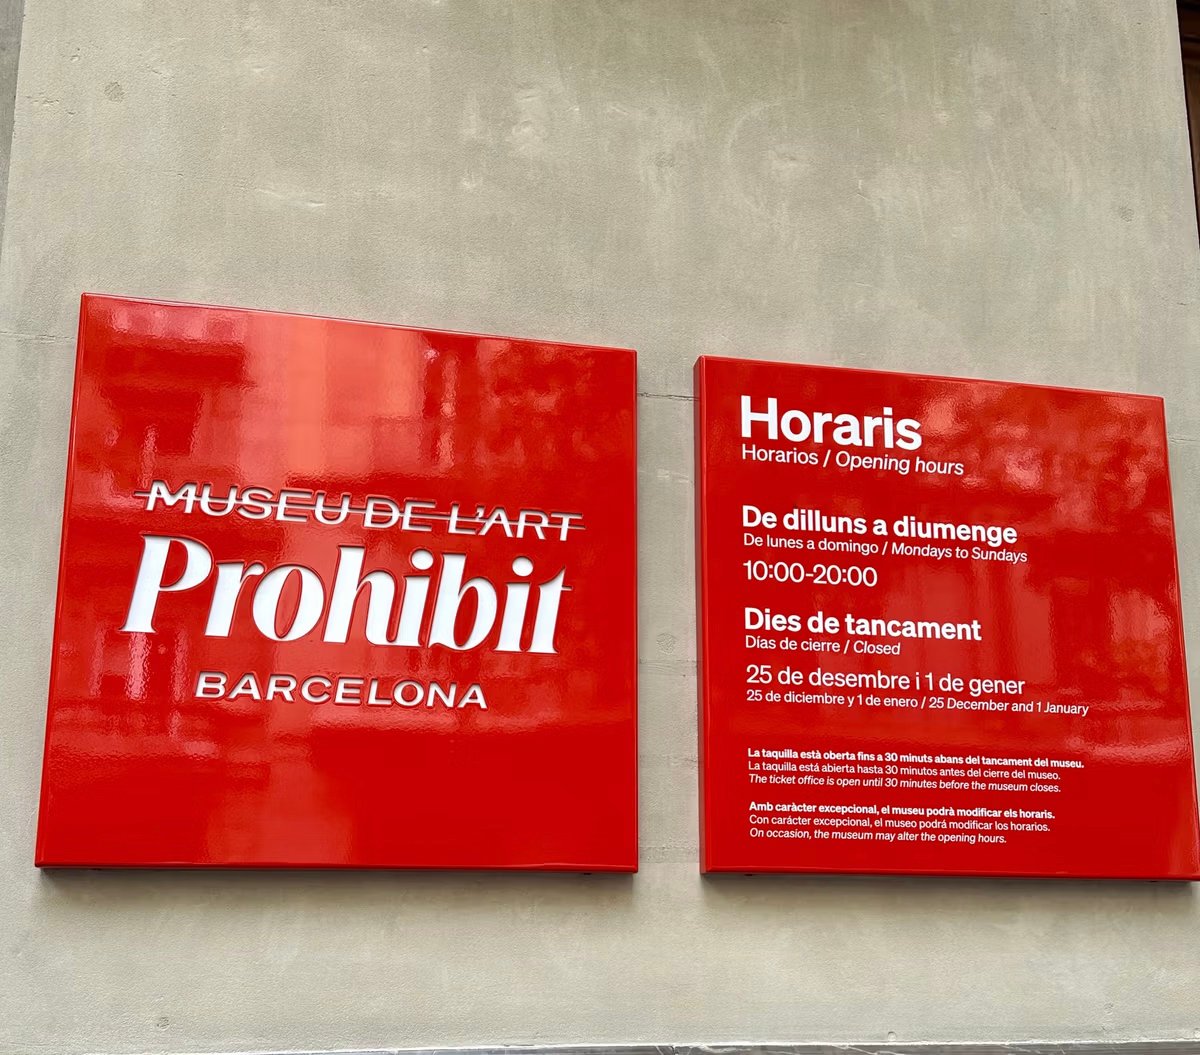 MUSEU DE L'ART
Prohibit
BARCELONA
Horaris
Horarios / Opening hours
De dilluns a diumenge
De lunes a domingo / Mondays to Sundays
10:00-20:00
Dies de tancament
Días de cierre / Closed
25 de desembre i 1 de gener
25 de diciembre y 1 de enero / 25 December and 1 January
La taquilla està oberta fins a 30 minuts abans del tancament del museu.
La taquilla está abierta hasta 30 minutos antes del cierre del museo.
The ticket office is open until 30 minutes before the museum closes.
Amb caràcter excepcional, el museu podrà modificar els horaris.
Con carácter excepcional, el museo podrá modificar los horarios.
On occasion, the museum may alter the opening hours.